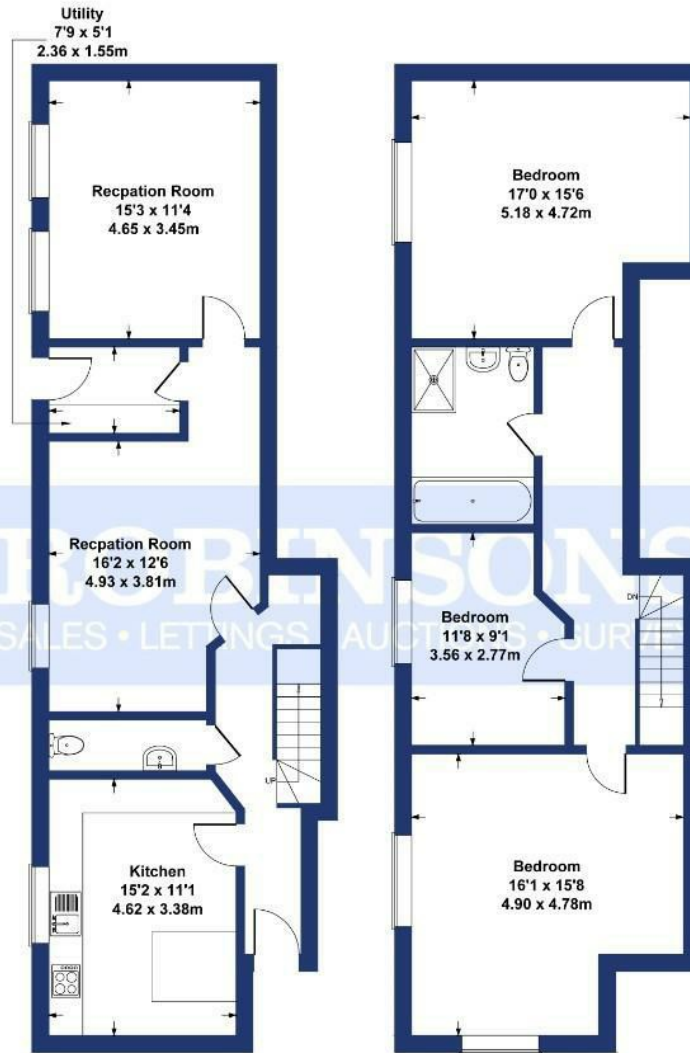 Utility
7'9 x 5'1
2.36 x 1.55m
Recpation Room
15'3 x 11'4
4.65 x 3.45m
Recpation Room
16'2 x 12'6
4.93 x 3.81m
UP
Kitchen
15'2 x 11'1
4.62 x 3.38m
Bedroom
17'0 x 15'6
5.18 x 4.72m
Bedroom
11'8 x 9'1
3.56 x 2.77m
DN
Bedroom
16'1 x 15'8
4.90 x 4.78m
ROBINSONS
SALES • LETTINGS AUCTIONS • SURVEY